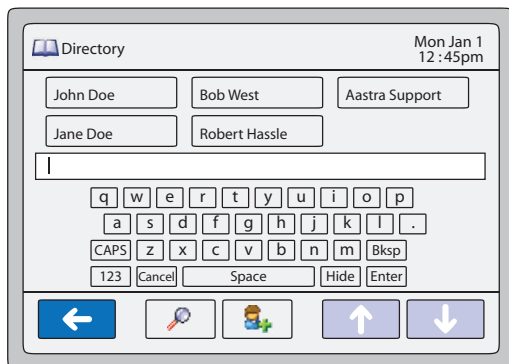 Directory
Mon Jan 1
12 :45pm
John Doe
Bob West
Aastra Support
Jane Doe
Robert Hassle
q w e r t y u i o p
a s d f g h j k l .
CAPS z x c v b n m Bksp
123 Cancel Space Hide Enter